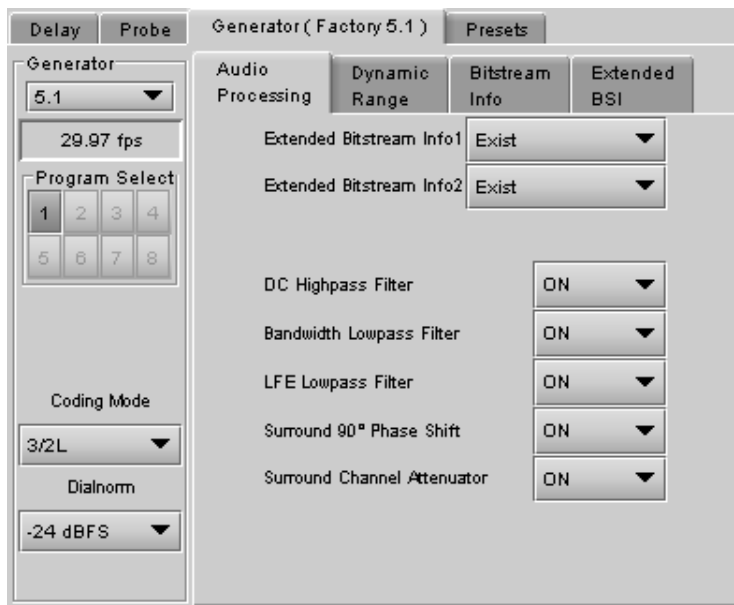 Delay
Probe
Generator ( Factory 5.1 )
Presets
Generator
5.1
29.97 fps
Program Select
1 2 3 4
5 6 7 8
Coding Mode
3/2L
Dialnorm
-24 dBFS
Audio
Processing
Dynamic
Range
Bitstream
Info
Extended
BSI
Extended Bitstream Info1 Exist
Extended Bitstream Info2 Exist
DC Highpass Filter ON
Bandwidth Lowpass Filter ON
LFE Lowpass Filter ON
Surround 90° Phase Shift ON
Surround Channel Attenuator ON